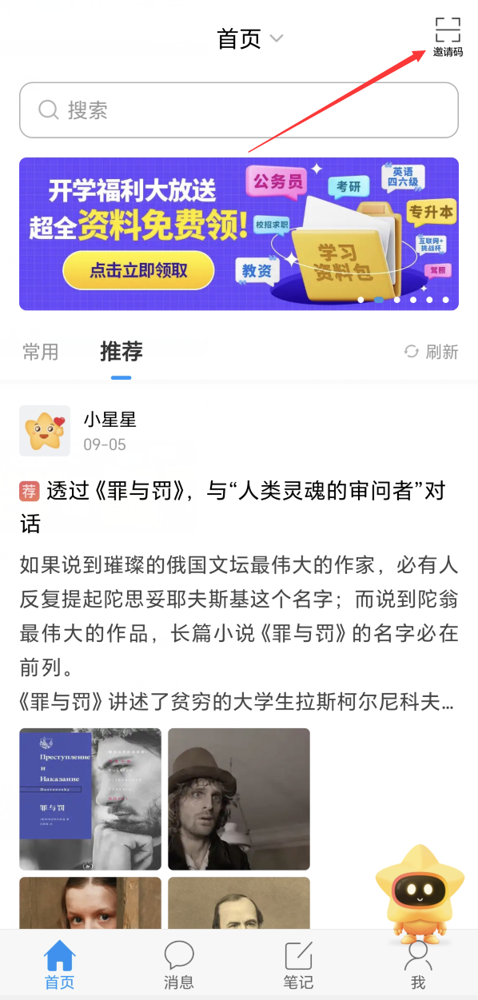 首页
邀请码
搜索
开学福利大放送
超全资料免费领!
点击立即领取
公务员
考研
英语
四六级
专升本
校招求职
互联网+
挑战杯
教资
驾照
学习
资料包
常用
推荐
刷新
小星星
09-05
荐 透过《罪与罚》，与“人类灵魂的审问者”对
话
如果说到璀璨的俄国文坛最伟大的作家，必有人
反复提起陀思妥耶夫斯基这个名字；而说到陀翁
最伟大的作品，长篇小说《罪与罚》的名字必在
前列。
《罪与罚》讲述了贫穷的大学生拉斯柯尔尼科夫...
Преступление
и
Наказание
Dostoevsky
罪与罚
首页
消息
笔记
我